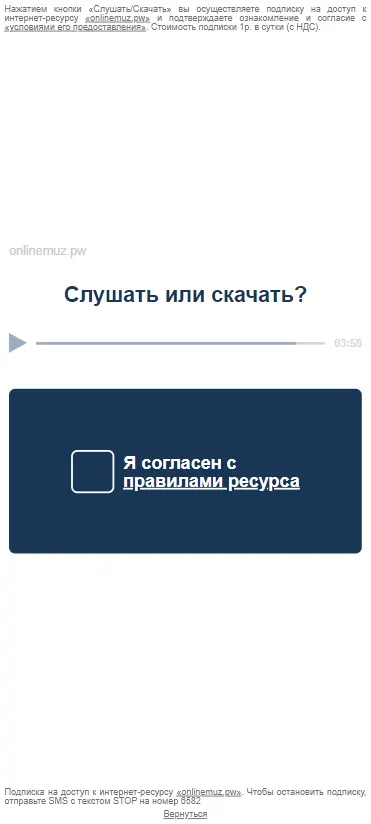 Нажатием кнопки «Слушать/Скачать» вы осуществляете подписку на доступ к
интернет-ресурсу «onlinemuz.pw» и подтверждаете ознакомление и согласие с
«условиями его предоставления». Стоимость подписки 1р. в сутки (с НДС).
onlinemuz.pw
Слушать или скачать?
03:58
Я согласен с
правилами ресурса
Подписка на доступ к интернет-ресурсу «onlinemuz.pw». Чтобы остановить подписку,
отправьте SMS с текстом STOP на номер 6582
Вернуться